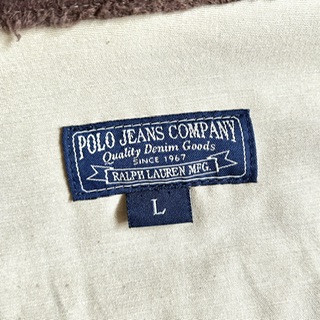 POLO JEANS COMPANY
Quality Denim Goods
SINCE 1967
RALPH LAUREN MFG.
L